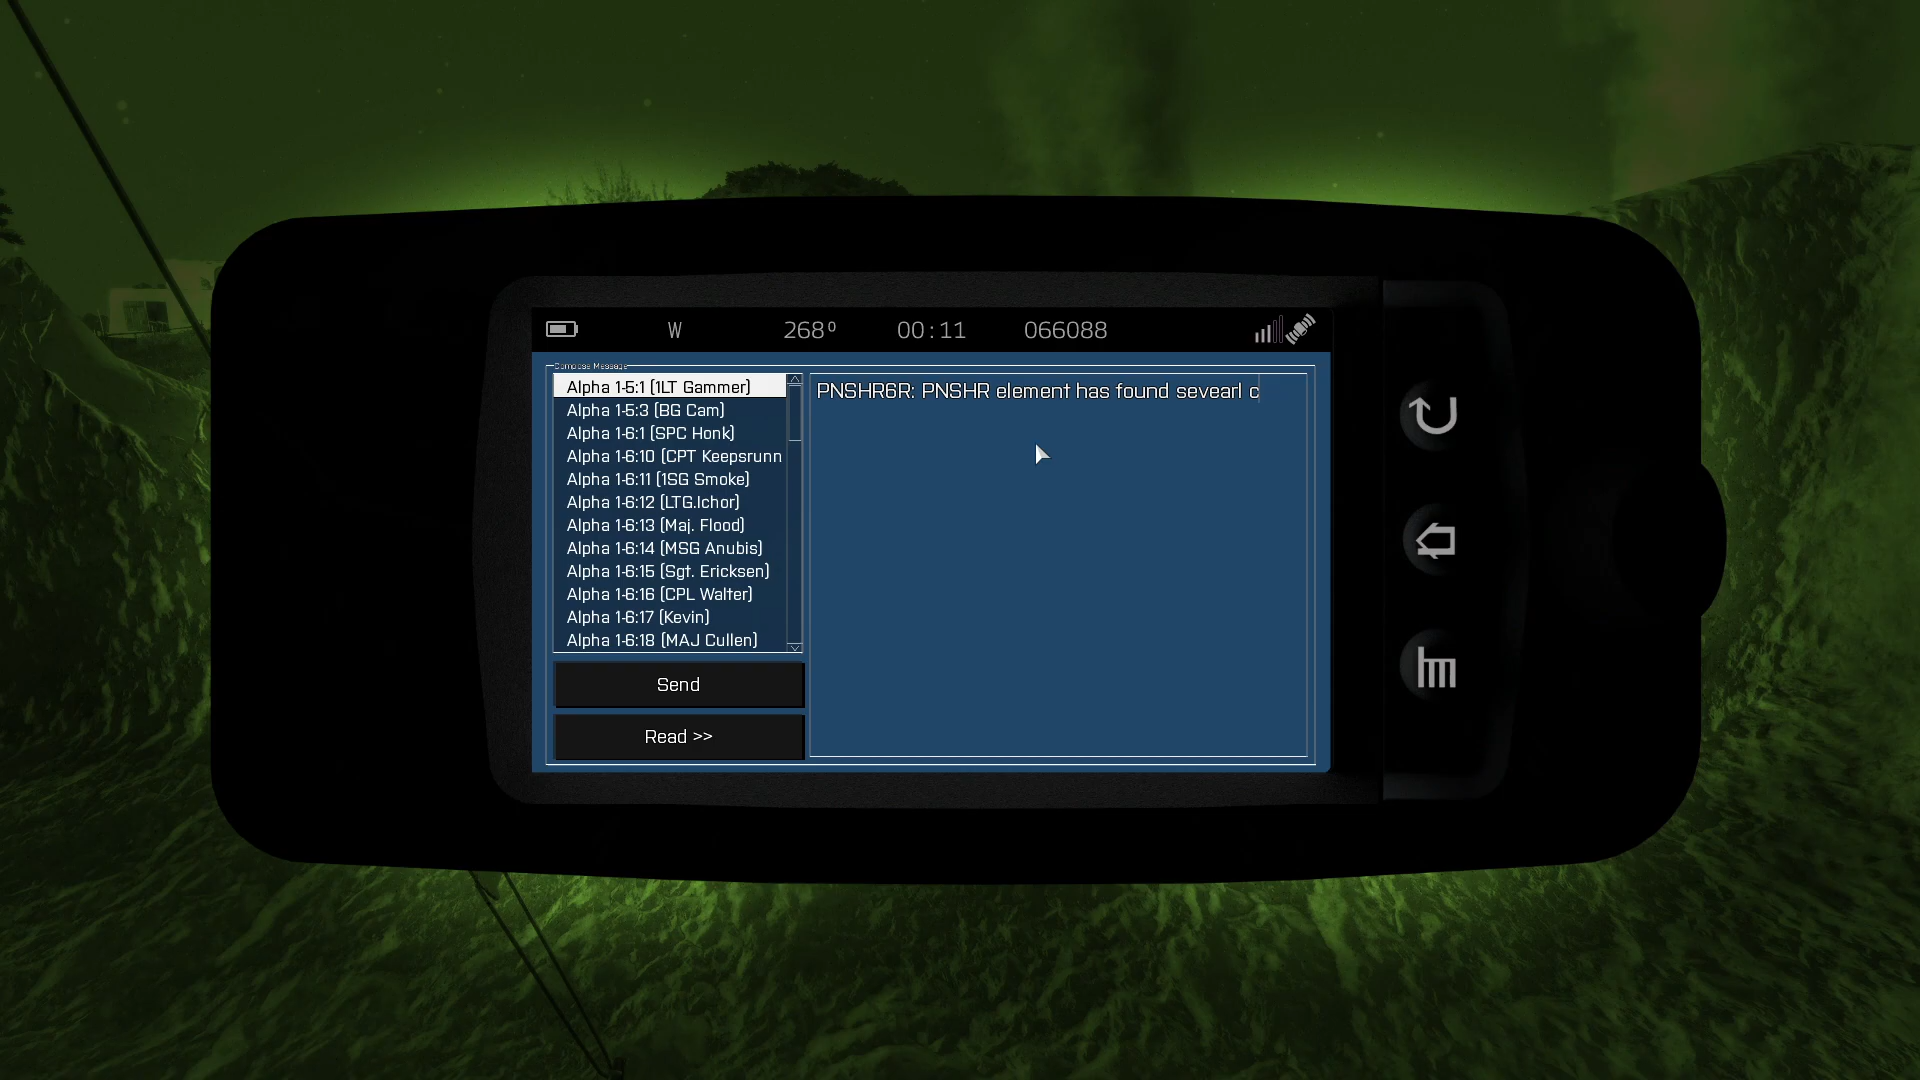 W 268⁰ 00:11 066088
Compose Message
Alpha 1-5:1 (1LT Gammer)
Alpha 1-5:3 (BG Cam)
Alpha 1-6:1 (SPC Honk)
Alpha 1-6:10 (CPT Keepsrunn
Alpha 1-6:11 (1SG Smoke)
Alpha 1-6:12 (LTG.Ichor)
Alpha 1-6:13 (Maj. Flood)
Alpha 1-6:14 (MSG Anubis)
Alpha 1-6:15 (Sgt. Ericksen)
Alpha 1-6:16 (CPL Walter)
Alpha 1-6:17 (Kevin)
Alpha 1-6:18 (MAJ Cullen)
Send
Read >>
PNSHR6R: PNSHR element has found sevearl c